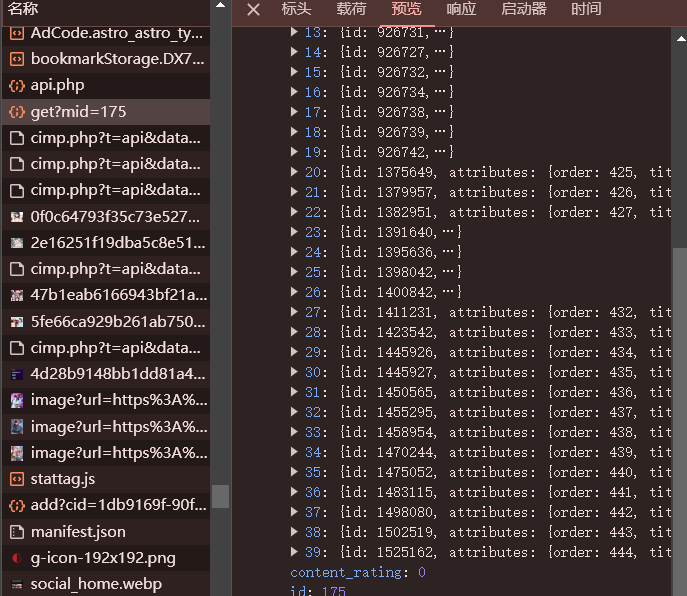 名称
AdCode.astro_astro_ty...
bookmarkStorage.DX7...
api.php
get?mid=175
cimp.php?t=api&data...
cimp.php?t=api&data...
cimp.php?t=api&data...
0f0c64793f35c73e527...
2e16251f19dba5c8e51...
cimp.php?t=api&data...
47b1eab6166943bf21a...
5fe66ca929b261ab750...
cimp.php?t=api&data...
4d28b9148bb1dd81a4...
image?url=https%3A%...
image?url=https%3A%...
image?url=https%3A%...
stattag.js
add?cid=1db9169f-90f...
manifest.json
g-icon-192x192.png
social_home.webp
标头 载荷 预览 响应 启动器 时间
13: {id: 926731,…}
14: {id: 926727,…}
15: {id: 926732,…}
16: {id: 926734,…}
17: {id: 926738,…}
18: {id: 926739,…}
19: {id: 926742,…}
20: {id: 1375649, attributes: {order: 425, tit
21: {id: 1379957, attributes: {order: 426, tit
22: {id: 1382951, attributes: {order: 427, tit
23: {id: 1391640,…}
24: {id: 1395636,…}
25: {id: 1398042,…}
26: {id: 1400842,…}
27: {id: 1411231, attributes: {order: 432, tit
28: {id: 1423542, attributes: {order: 433, tit
29: {id: 1445926, attributes: {order: 434, tit
30: {id: 1445927, attributes: {order: 435, tit
31: {id: 1450565, attributes: {order: 436, tit
32: {id: 1455295, attributes: {order: 437, tit
33: {id: 1458954, attributes: {order: 438, tit
34: {id: 1470244, attributes: {order: 439, tit
35: {id: 1475052, attributes: {order: 440, tit
36: {id: 1483115, attributes: {order: 441, tit
37: {id: 1498080, attributes: {order: 442, tit
38: {id: 1502519, attributes: {order: 443, tit
39: {id: 1525162, attributes: {order: 444, tit
content_rating: 0
id: 175